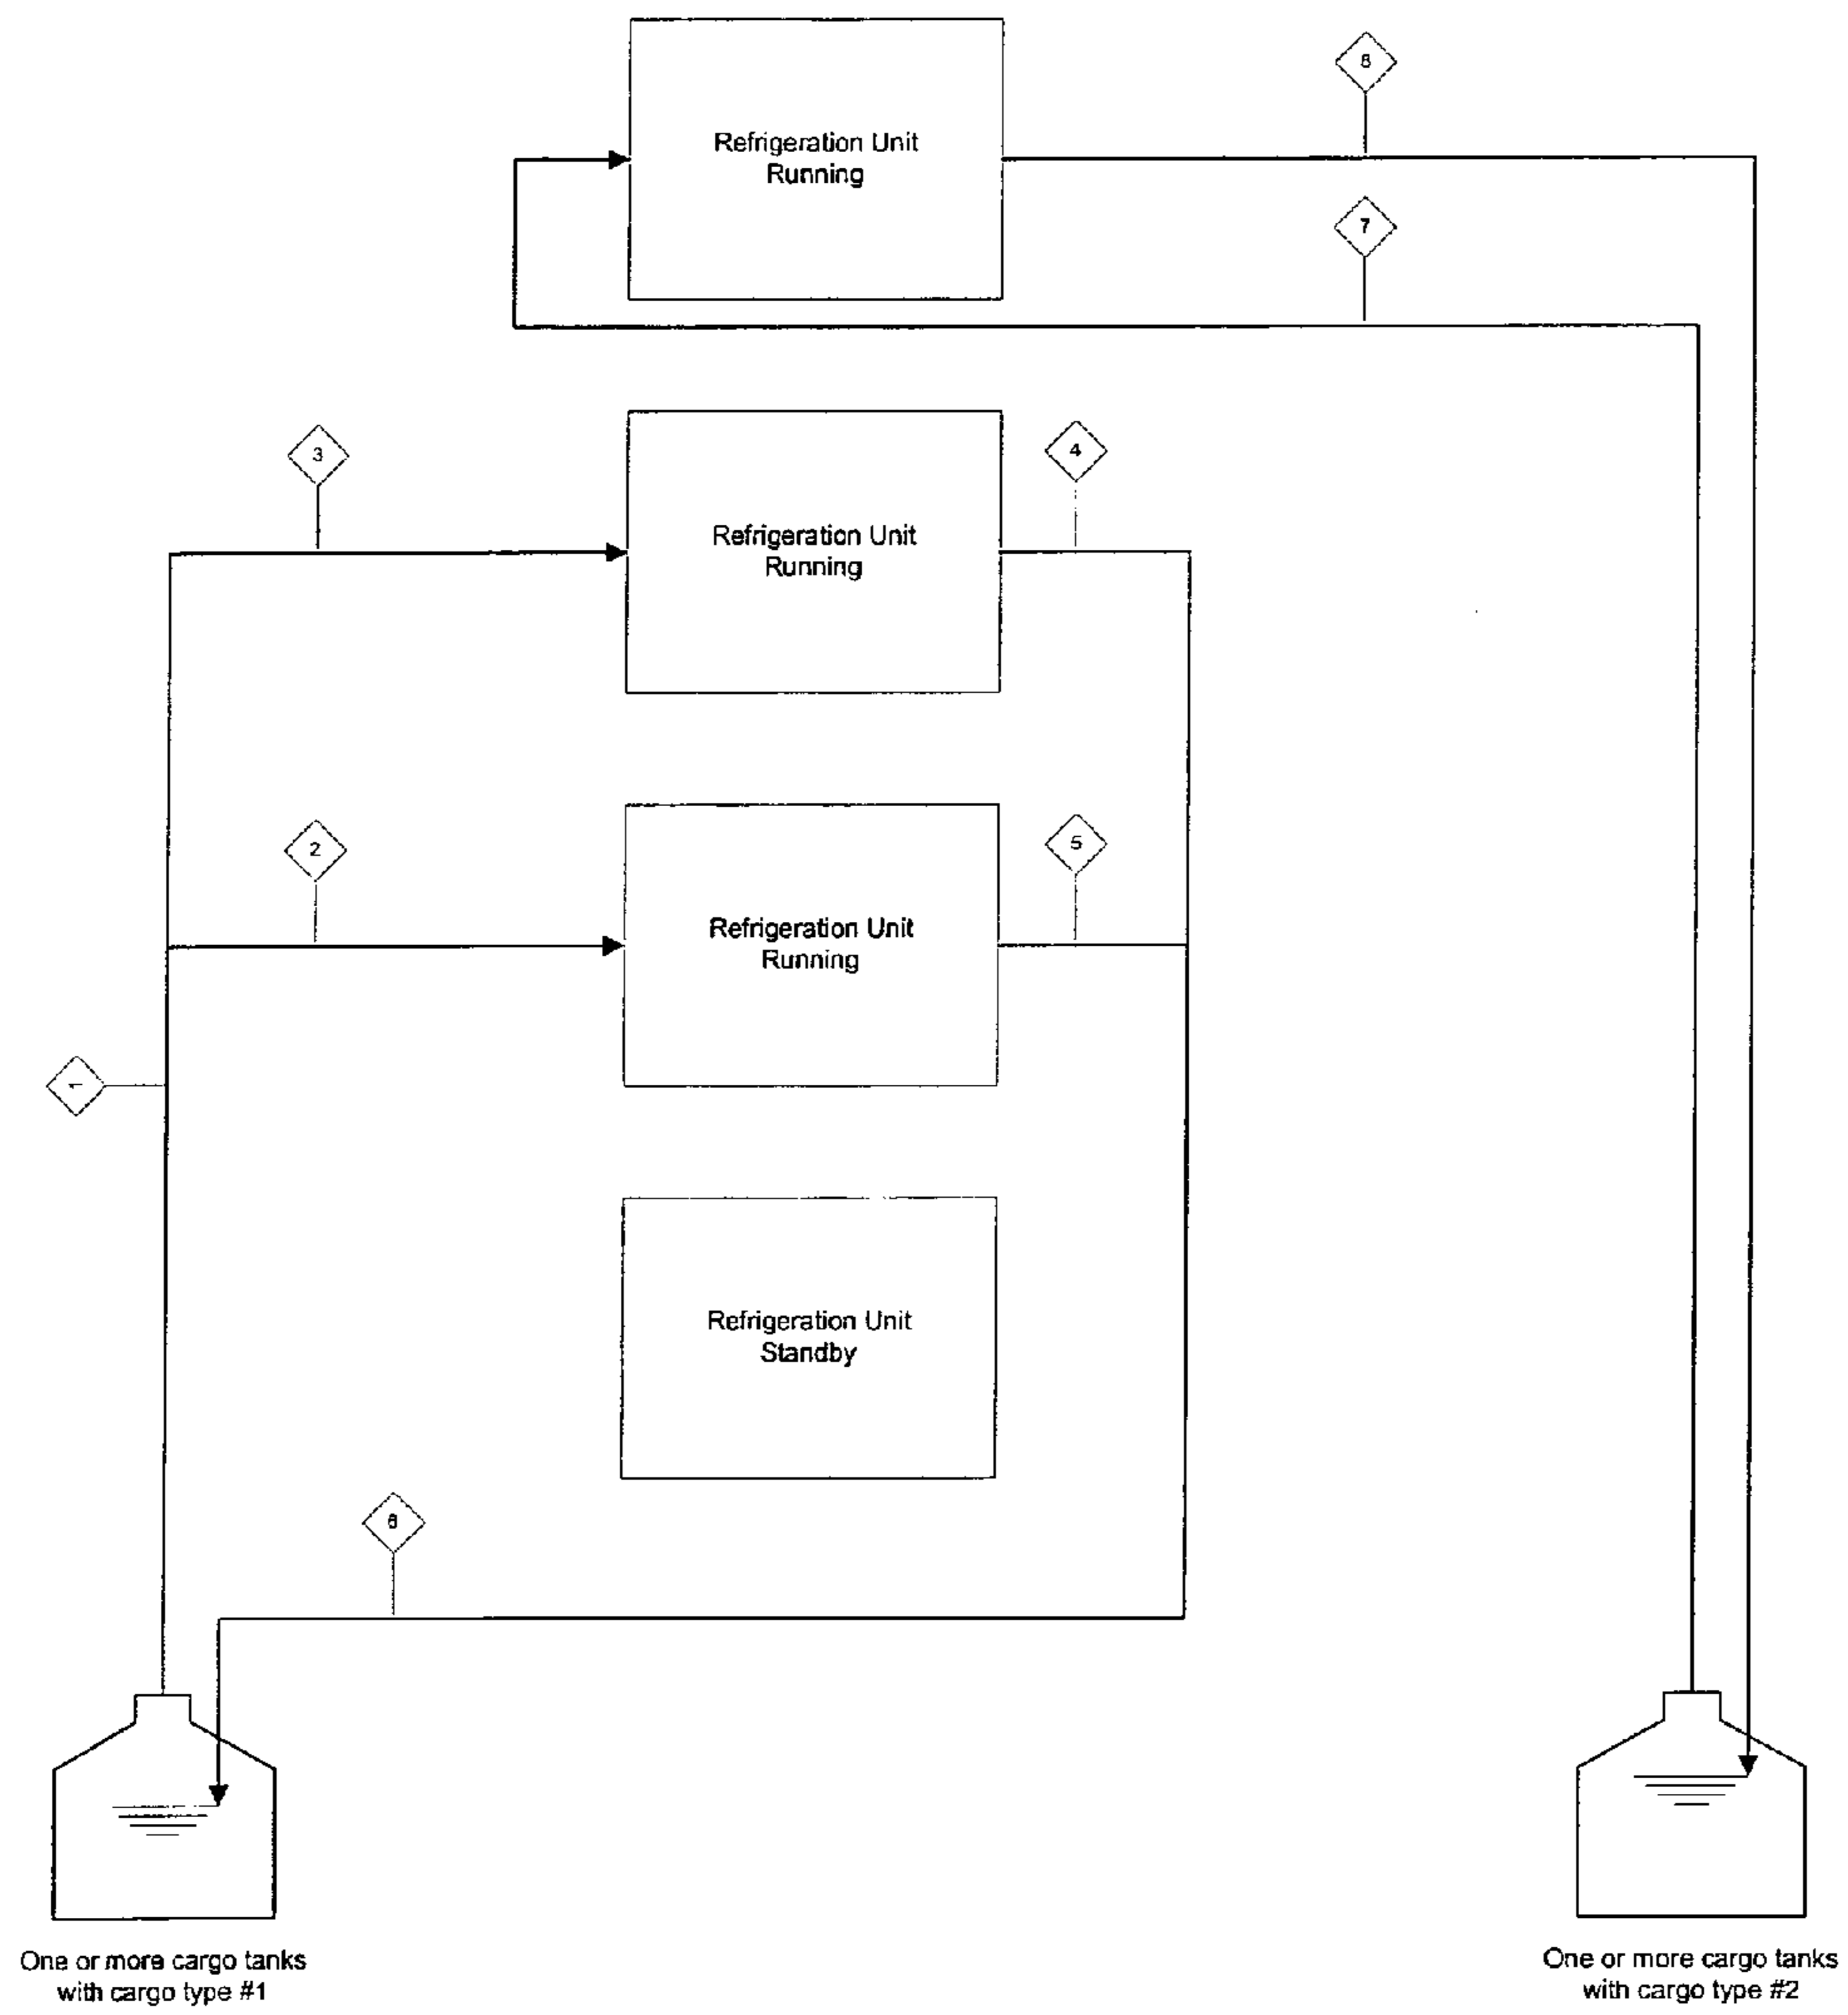 8
Refrigeration Unit
Running
7
3
4
Refrigeration Unit
Running
2
5
Refrigeration Unit
Running
1
Refrigeration Unit
Standby
6
One or more cargo tanks
with cargo type #1
One or more cargo tanks
with cargo type #2